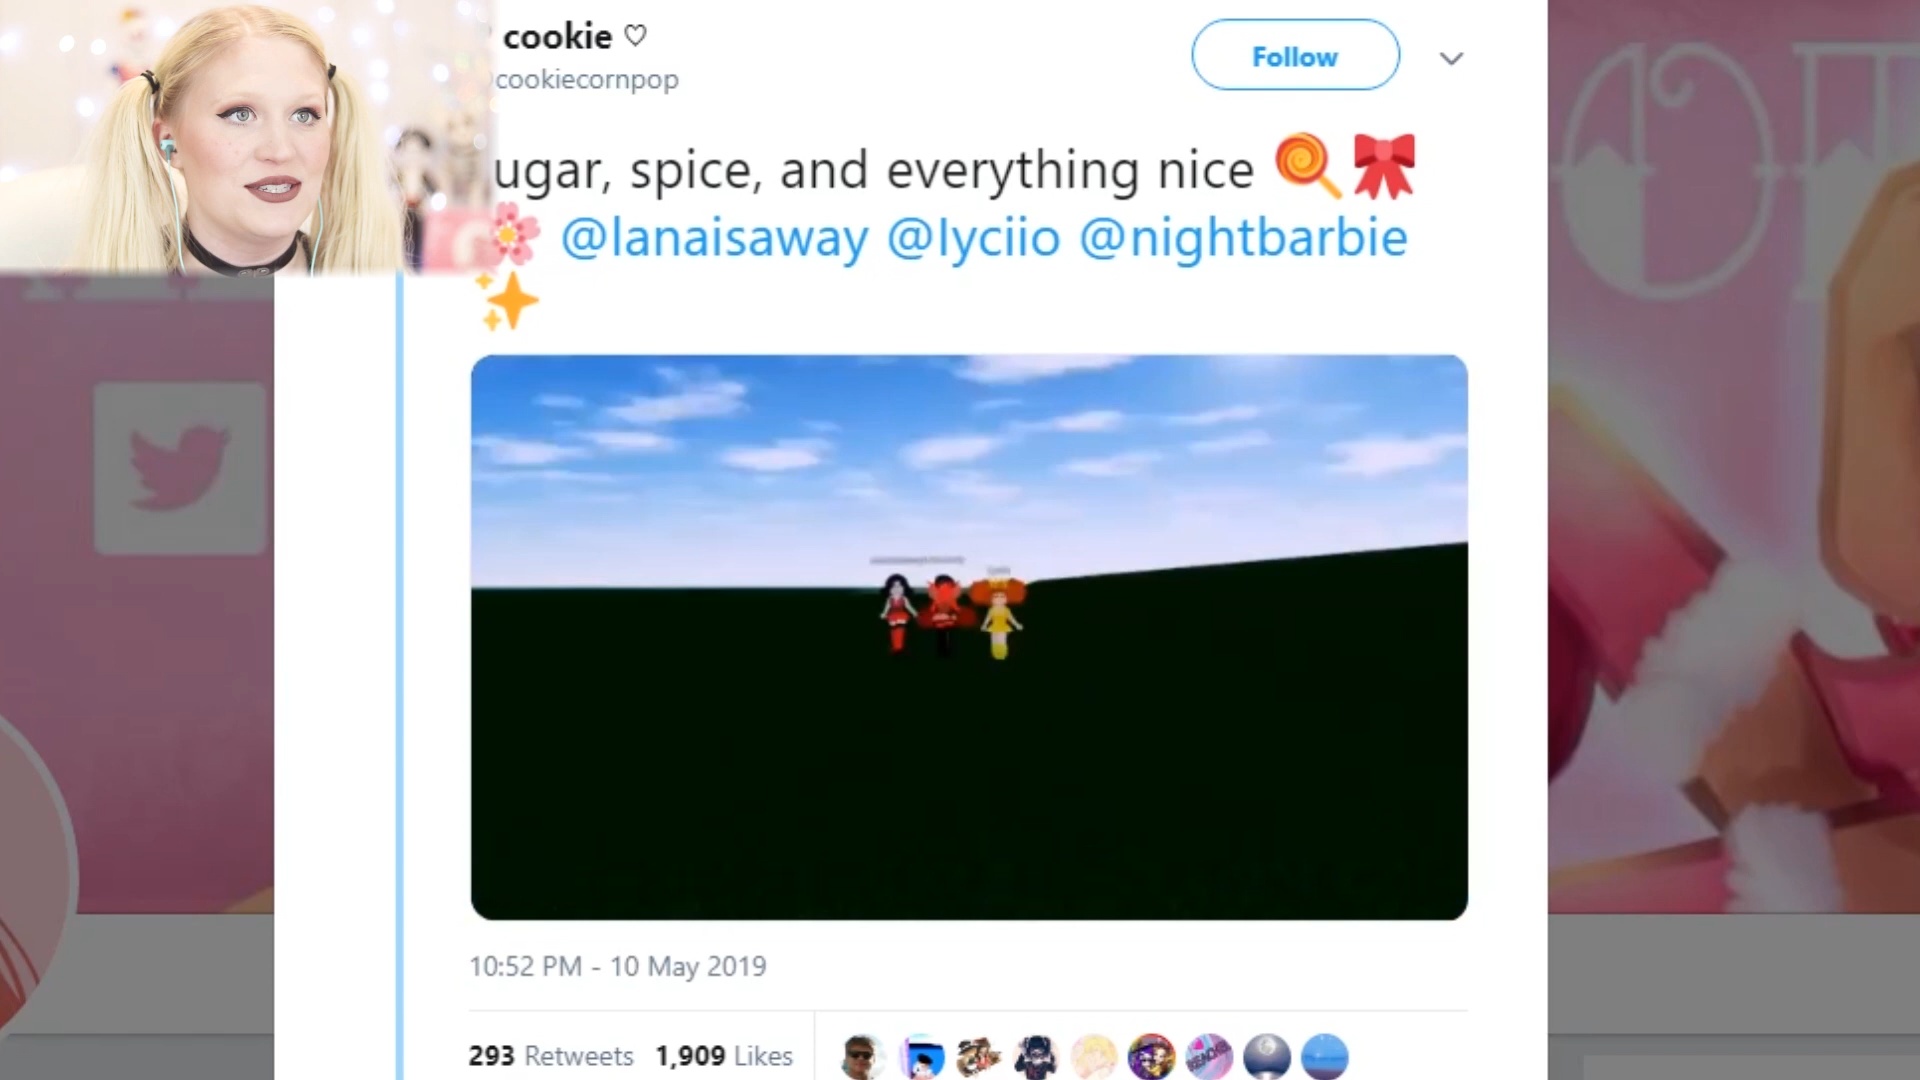 cookie ♡
cookiecornpop
Follow
ugar, spice, and everything nice 🍭🎀
🌸 @lanaisaway @lyciio @nightbarbie
✨
10:52 PM - 10 May 2019
293 Retweets 1,909 Likes